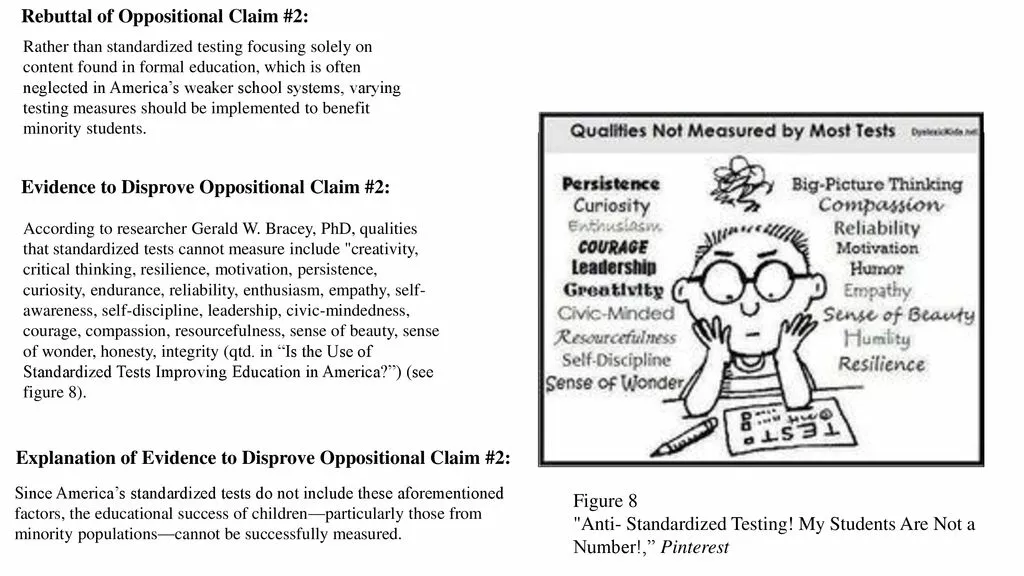 Rebuttal of Oppositional Claim #2:
Rather than standardized testing focusing solely on
content found in formal education, which is often
neglected in America’s weaker school systems, varying
testing measures should be implemented to benefit
minority students.
Evidence to Disprove Oppositional Claim #2:
According to researcher Gerald W. Bracey, PhD, qualities
that standardized tests cannot measure include "creativity,
critical thinking, resilience, motivation, persistence,
curiosity, endurance, reliability, enthusiasm, empathy, self-
awareness, self-discipline, leadership, civic-mindedness,
courage, compassion, resourcefulness, sense of beauty, sense
of wonder, honesty, integrity (qtd. in “Is the Use of
Standardized Tests Improving Education in America?”) (see
figure 8).
Explanation of Evidence to Disprove Oppositional Claim #2:
Since America’s standardized tests do not include these aforementioned
factors, the educational success of children—particularly those from
minority populations—cannot be successfully measured.
Qualities Not Measured by Most Tests
DyslexicKids.net
Persistence
Curiosity
Enthusiasm
COURAGE
Leadership
Creativity
Civic-Minded
Resourcefulness
Self-Discipline
Sense of Wonder
Big-Picture Thinking
Compassion
Reliability
Motivation
Humor
Empathy
Sense of Beauty
Humility
Resilience
TEST
Figure 8
"Anti- Standardized Testing! My Students Are Not a
Number!,” Pinterest